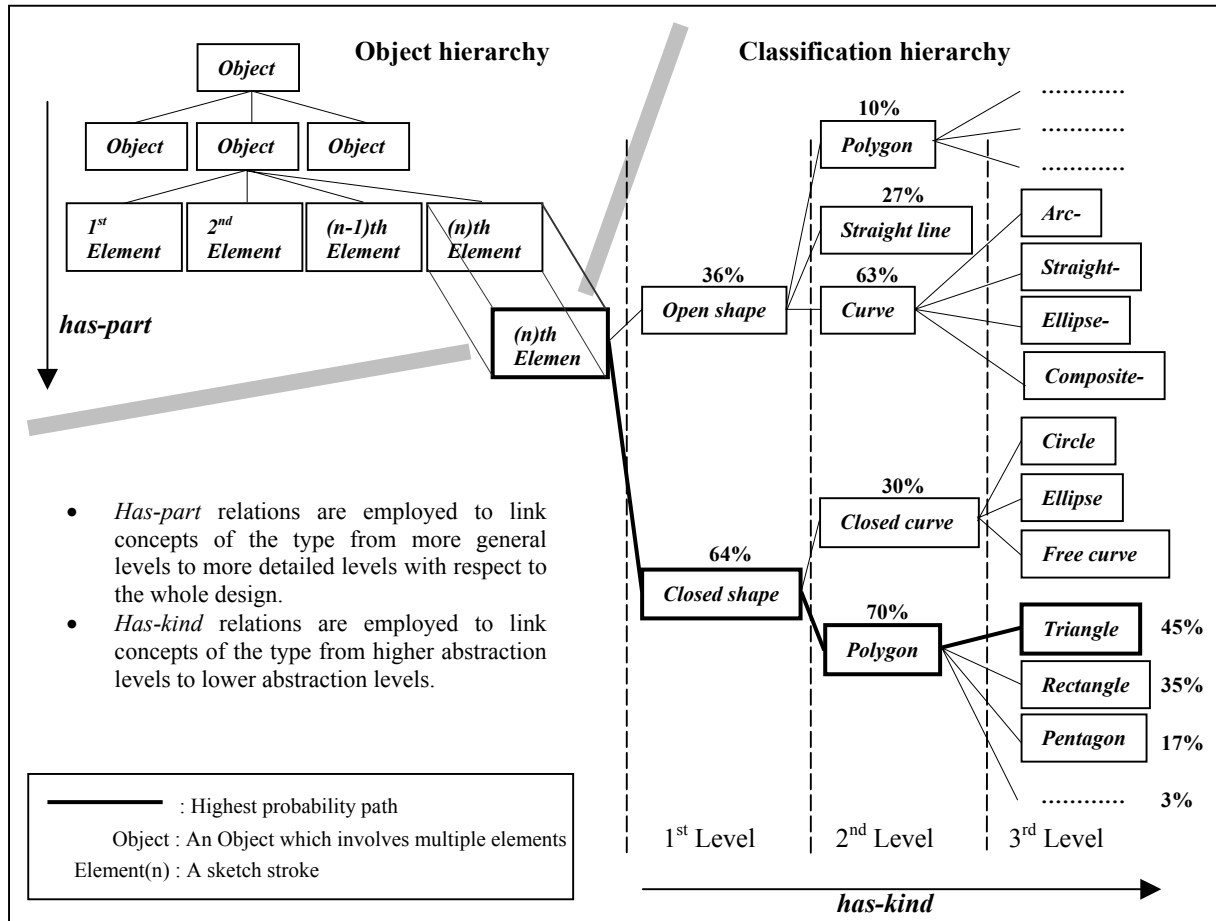 Object hierarchy
Object
Object
Object
Object
1st Element
2nd Element
(n-1)th Element
(n)th Element
has-part
(n)th
Elemen
Classification hierarchy
36%
Open shape
10%
Polygon
............
............
............
27%
Straight line
63%
Curve
Arc-
Straight-
Ellipse-
Composite-
64%
Closed shape
30%
Closed curve
Circle
Ellipse
Free curve
70%
Polygon
Triangle 45%
Rectangle 35%
Pentagon 17%
............ 3%
1st Level 2nd Level 3rd Level
has-kind
• Has-part relations are employed to link
concepts of the type from more general
levels to more detailed levels with respect to
the whole design.
• Has-kind relations are employed to link
concepts of the type from higher abstraction
levels to lower abstraction levels.
: Highest probability path
Object : An Object which involves multiple elements
Element(n) : A sketch stroke